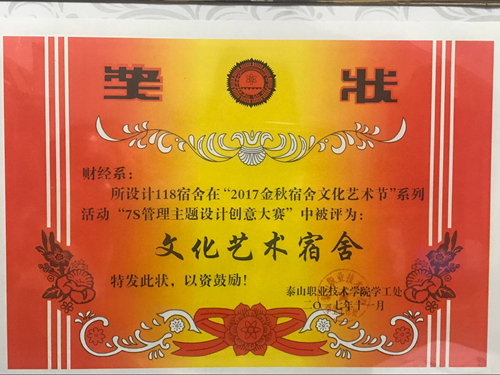 奖状
财经系:
所设计118宿舍在“2017金秋宿舍文化艺术节”系列
活动“7S管理主题设计创意大赛”中被评为:
文化艺术宿舍
特发此状,以资鼓励!
泰山职业技术学院学工处
二〇一七年十一月